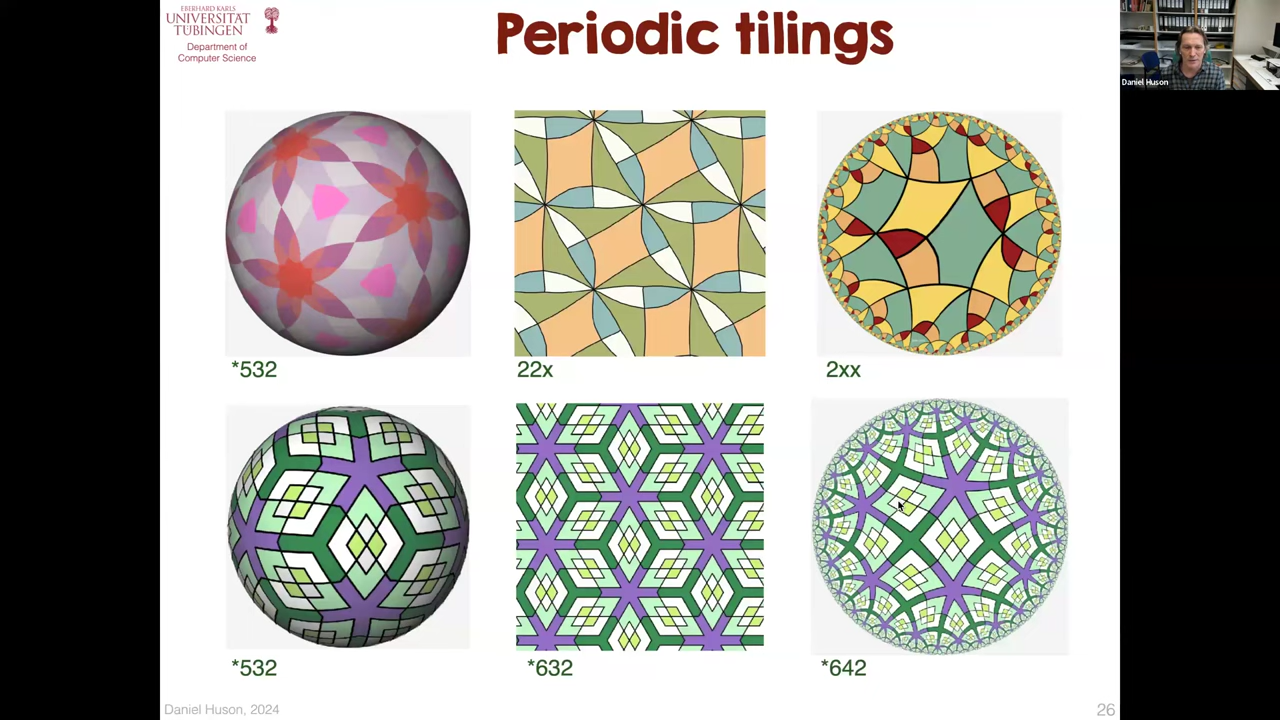 EBERHARD KARLS
UNIVERSITÄT
TÜBINGEN
Department of
Computer Science
Periodic tilings
Daniel Huson
*532
22x
2xx
*532
*632
*642
Daniel Huson, 2024
26